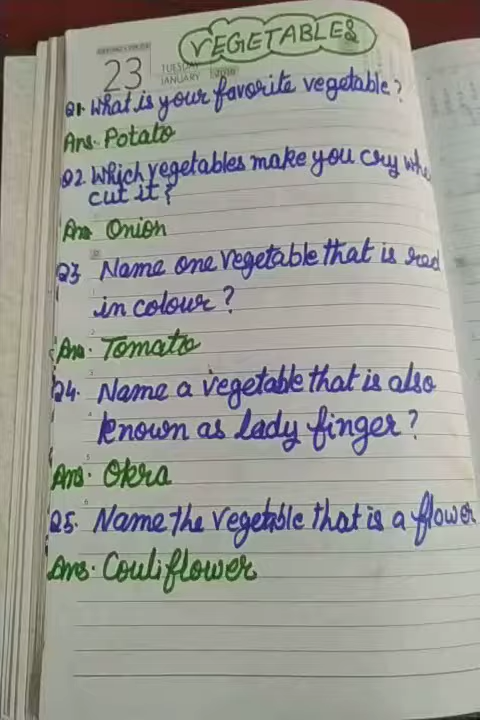 VEGETABLES
23
TUESDAY
JANUARY
Q1. What is your favorite vegetable?
Ans. Potato
Q2. Which vegetables make you cry
cut it?
Ans. Onion
Q3. Name one vegetable that is red
in colour?
Ans. Tomato
Q4. Name a vegetable that is also
known as lady finger?
Ans. Okra
Q5. Name the vegetable that is a flower
Ans. Couliflower